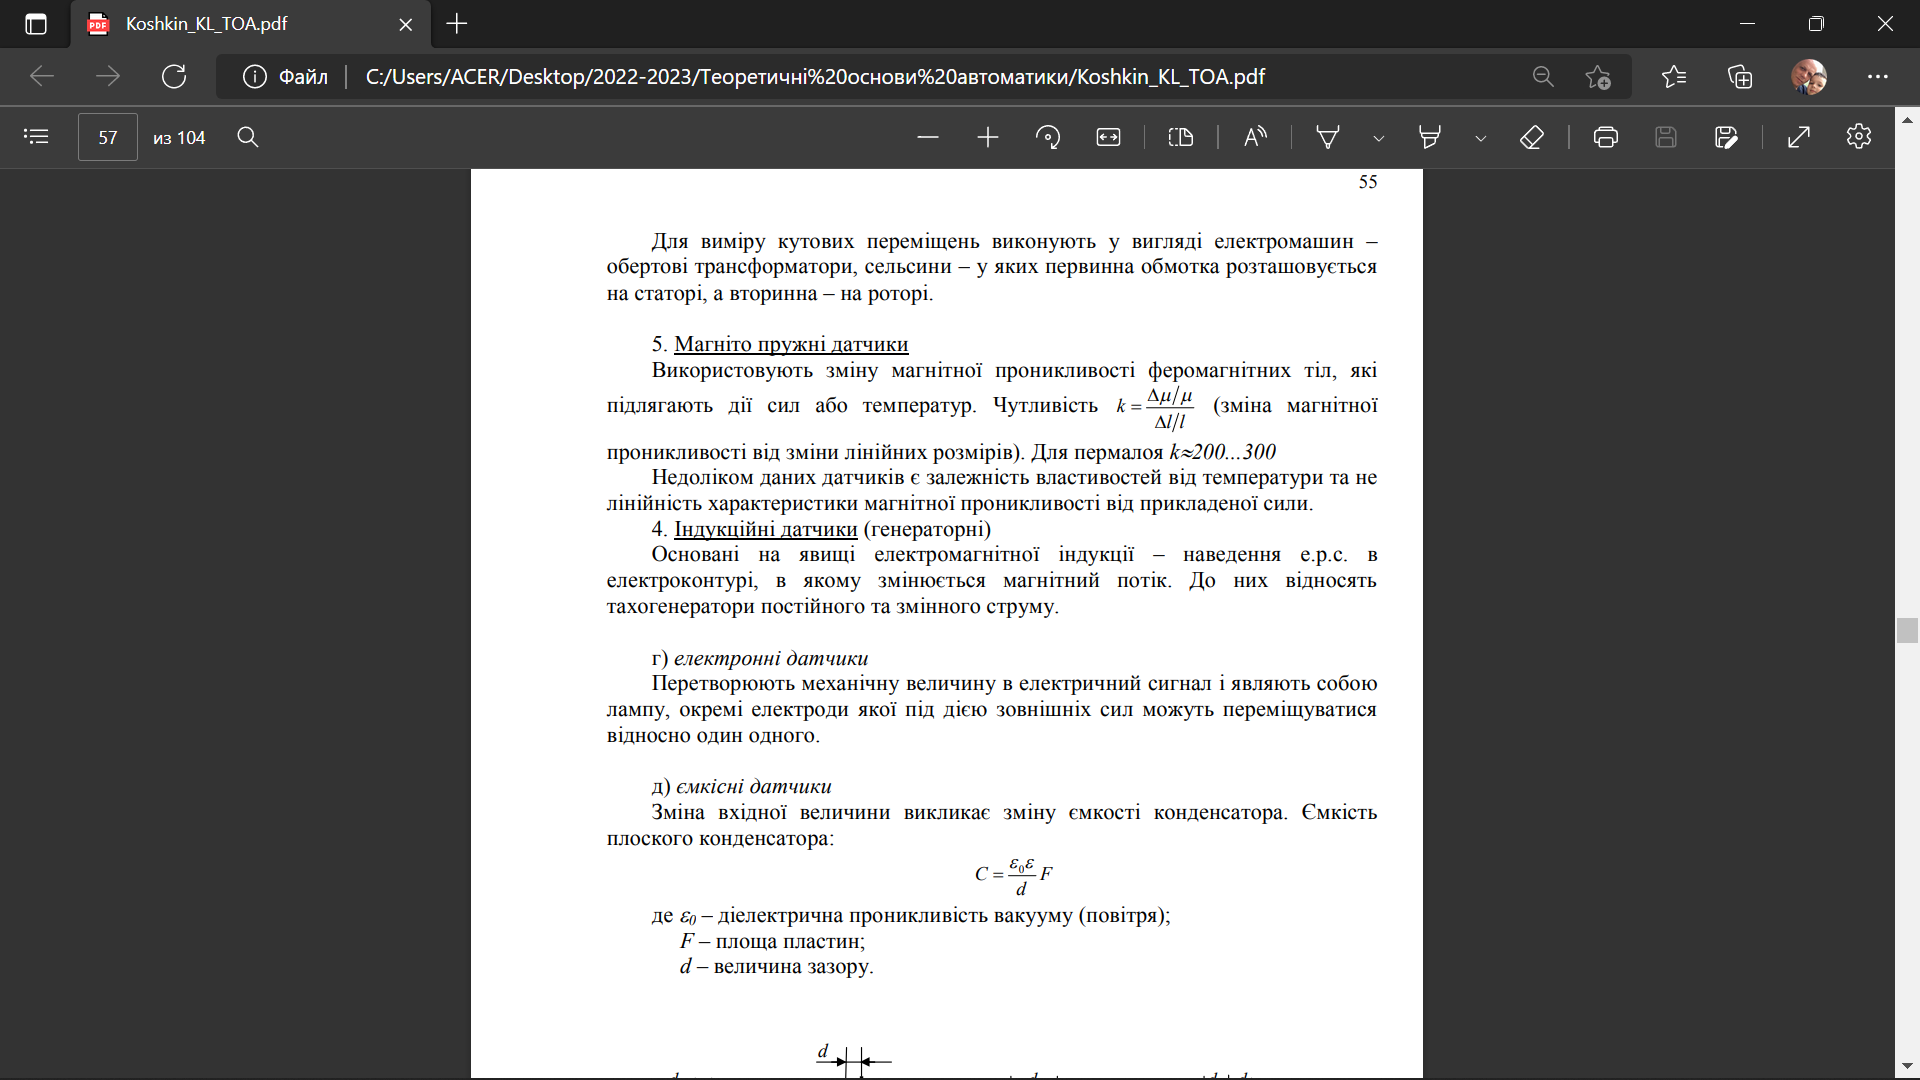 Koshkin_KL_TOA.pdf
Файл | C:/Users/ACER/Desktop/2022-2023/Теоретичні%20основи%20автоматики/Koshkin_KL_TOA.pdf
57 из 104
55
Для виміру кутових переміщень виконують у вигляді електромашин –
обертові трансформатори, сельсини – у яких первинна обмотка розташовується
на статорі, а вторинна – на роторі.
5. Магніто пружні датчики
Використовують зміну магнітної проникливості феромагнітних тіл, які
підлягають дії сил або температур. Чутливість k = (Δμ/μ)/(Δl/l) (зміна магнітної
проникливості від зміни лінійних розмірів). Для пермалоя k≈200...300
Недоліком даних датчиків є залежність властивостей від температури та не
лінійність характеристики магнітної проникливості від прикладеної сили.
4. Індукційні датчики (генераторні)
Основані на явищі електромагнітної індукції – наведення е.р.с. в
електроконтурі, в якому змінюється магнітний потік. До них відносять
тахогенератори постійного та змінного струму.
г) електронні датчики
Перетворюють механічну величину в електричний сигнал і являють собою
лампу, окремі електроди якої під дією зовнішніх сил можуть переміщуватися
відносно один одного.
д) ємкісні датчики
Зміна вхідної величини викликає зміну ємкості конденсатора. Ємкість
плоского конденсатора:
C = ε₀ε/d F
де ε₀ – діелектрична проникливість вакууму (повітря);
F – площа пластин;
d – величина зазору.
d